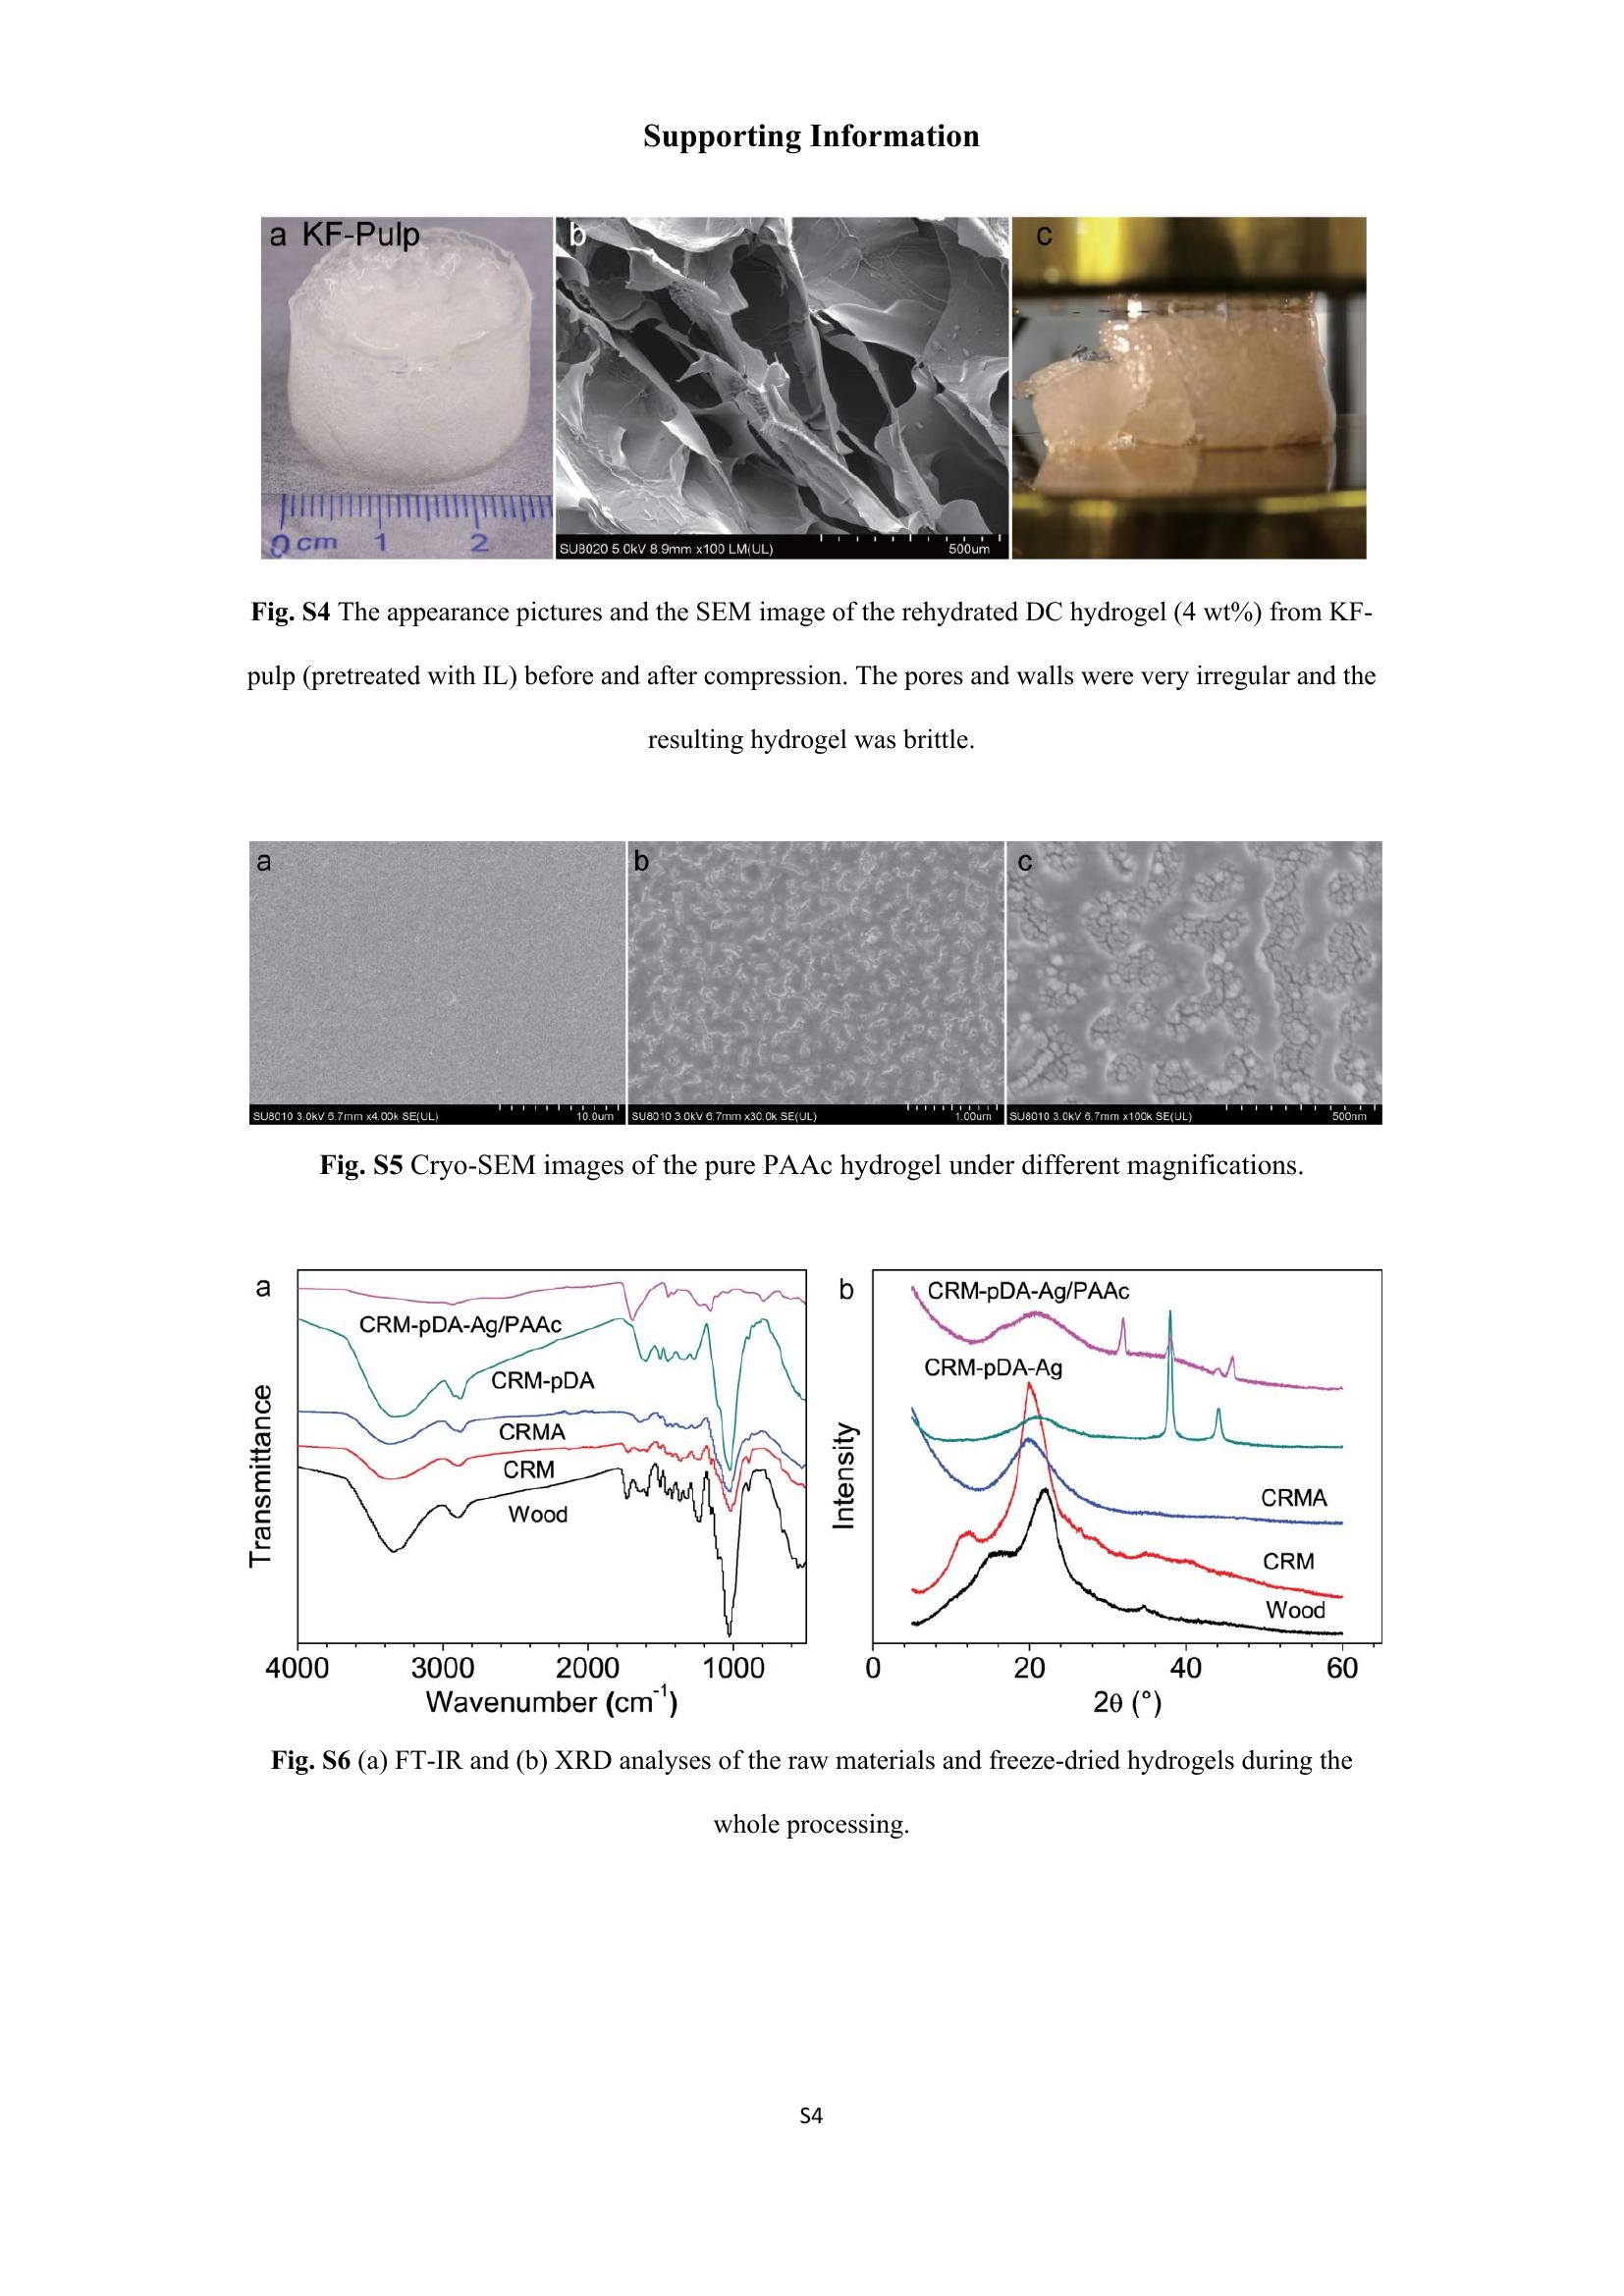 Supporting Information
a KF-Pulp
b
c
0 cm 1 2
SU8020 5.0kV 8.9mm x100 LM(UL) 500um
Fig. S4 The appearance pictures and the SEM image of the rehydrated DC hydrogel (4 wt%) from KF-
pulp (pretreated with IL) before and after compression. The pores and walls were very irregular and the
resulting hydrogel was brittle.
a
b
c
SU8010 3.0kV 6.7mm x4.00k SE(UL) 10.0um
SU8010 3.0kV 6.7mm x30.0k SE(UL) 1.00um
SU8010 3.0kV 6.7mm x100k SE(UL) 500nm
Fig. S5 Cryo-SEM images of the pure PAAc hydrogel under different magnifications.
a
CRM-pDA-Ag/PAAc
CRM-pDA
CRMA
CRM
Wood
Transmittance
4000 3000 2000 1000
Wavenumber (cm⁻¹)
b
CRM-pDA-Ag/PAAc
CRM-pDA-Ag
CRMA
CRM
Wood
Intensity
0 20 40 60
2θ (°)
Fig. S6 (a) FT-IR and (b) XRD analyses of the raw materials and freeze-dried hydrogels during the
whole processing.
S4